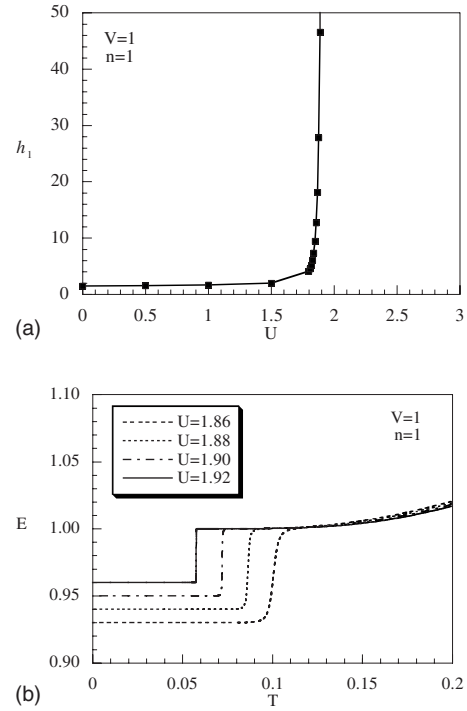 50
V=1
n=1
40
30
h₁
20
10
0
0 0.5 1 1.5 2 2.5 3
(a)
U
1.10
U=1.86
V=1
U=1.88
n=1
1.05
U=1.90
U=1.92
E
1.00
0.95
0.90
0 0.05 0.1 0.15 0.2
(b)
T